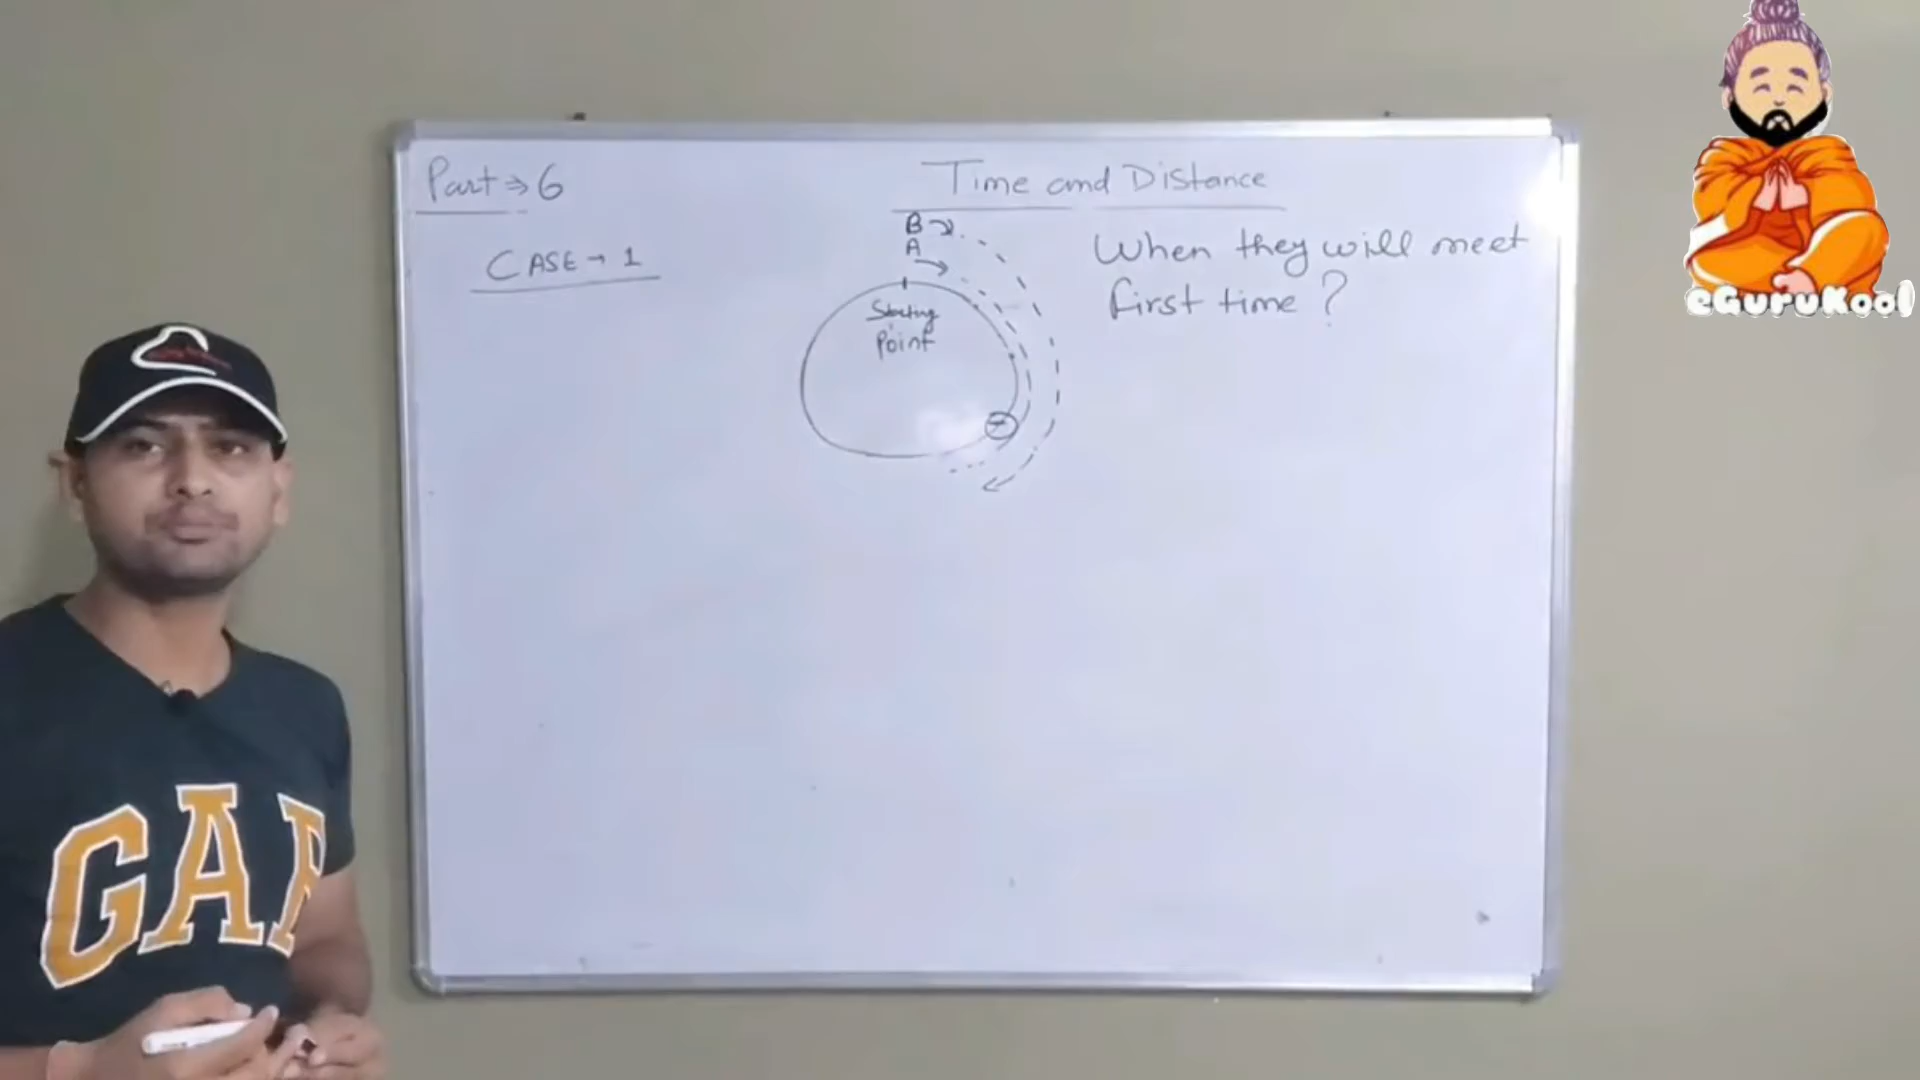 Part ⇒ 6
Time and Distance
CASE → 1
B
A
Starting
Point
When they will meet
first time ?
GAP
eGuruKool